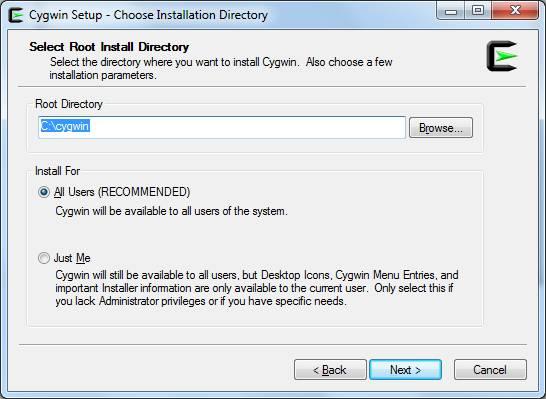 Cygwin Setup - Choose Installation Directory
Select Root Install Directory
Select the directory where you want to install Cygwin. Also choose a few
installation parameters.
Root Directory
C:\cygwin
Browse...
Install For
All Users (RECOMMENDED)
Cygwin will be available to all users of the system.
Just Me
Cygwin will still be available to all users, but Desktop Icons, Cygwin Menu Entries, and
important Installer information are only available to the current user. Only select this if
you lack Administrator privileges or if you have specific needs.
< Back
Next >
Cancel